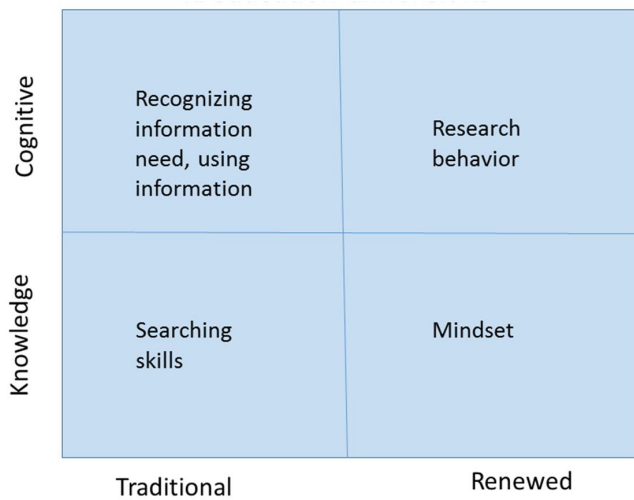 Cognitive
Recognizing
information
need, using
information
Research
behavior
Knowledge
Searching
skills
Mindset
Traditional
Renewed